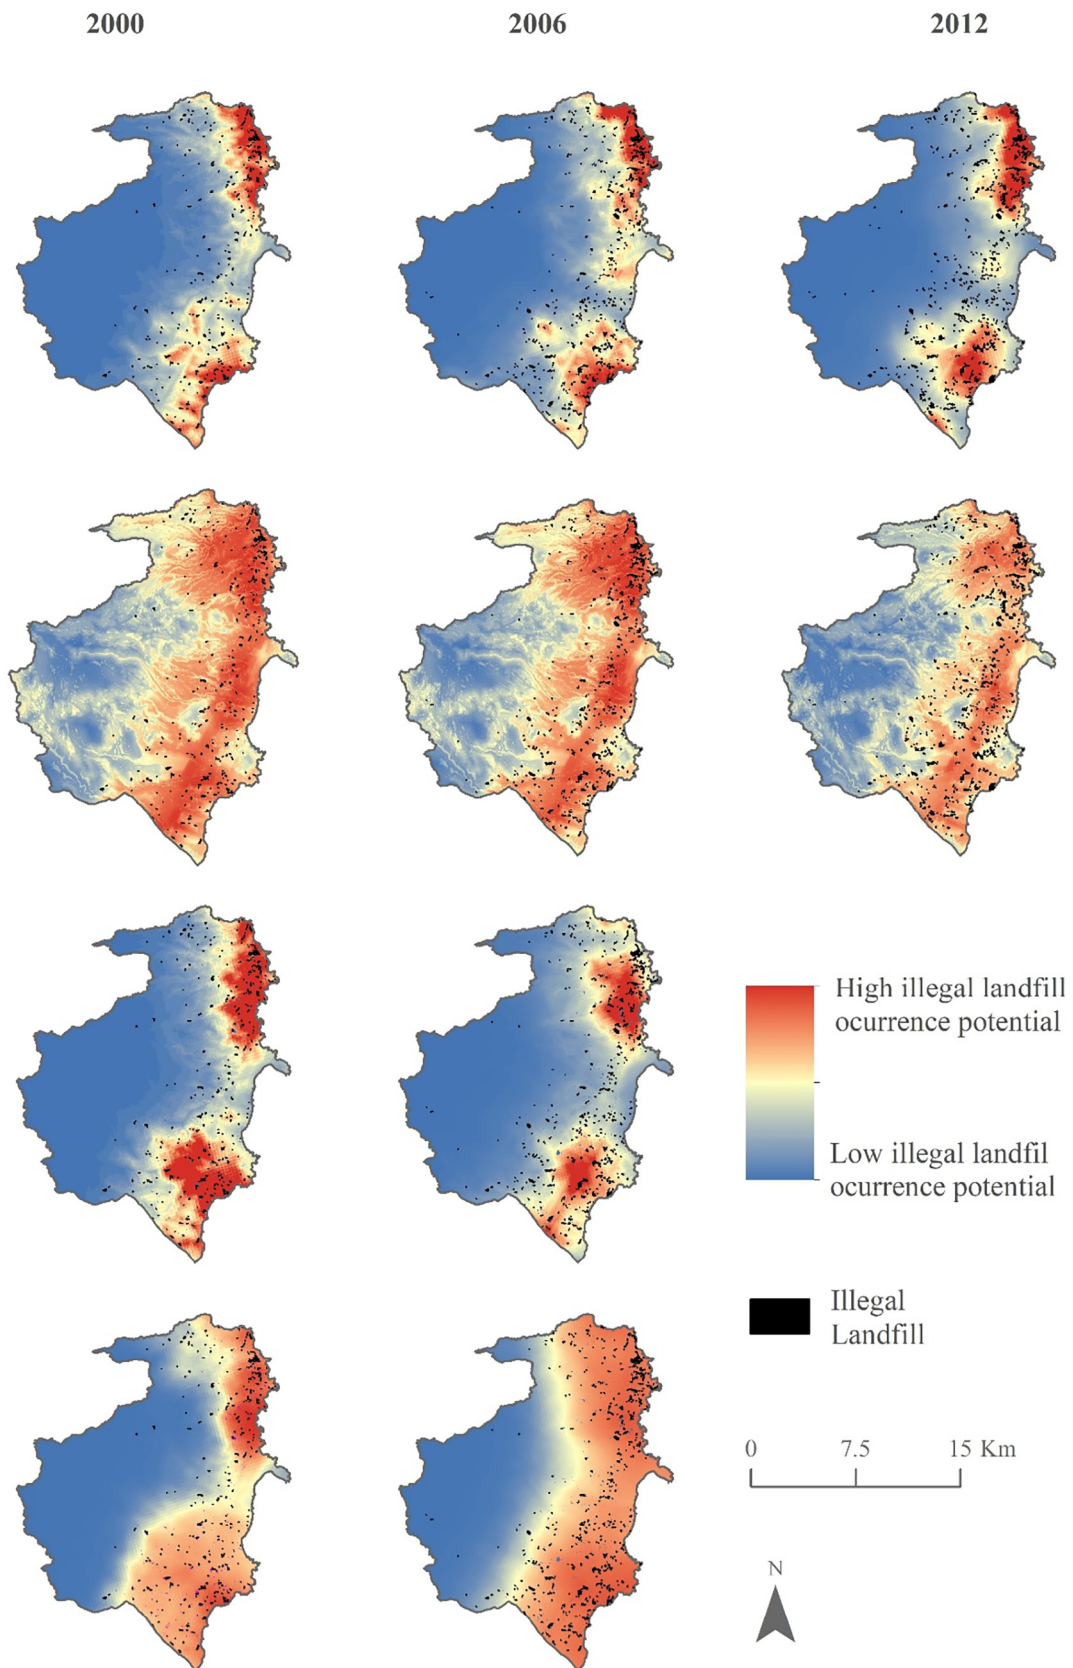 2000 2006 2012
High illegal landfill
ocurrence potential
Low illegal landfil
ocurrence potential
Illegal
Landfill
0 7.5 15 Km
N